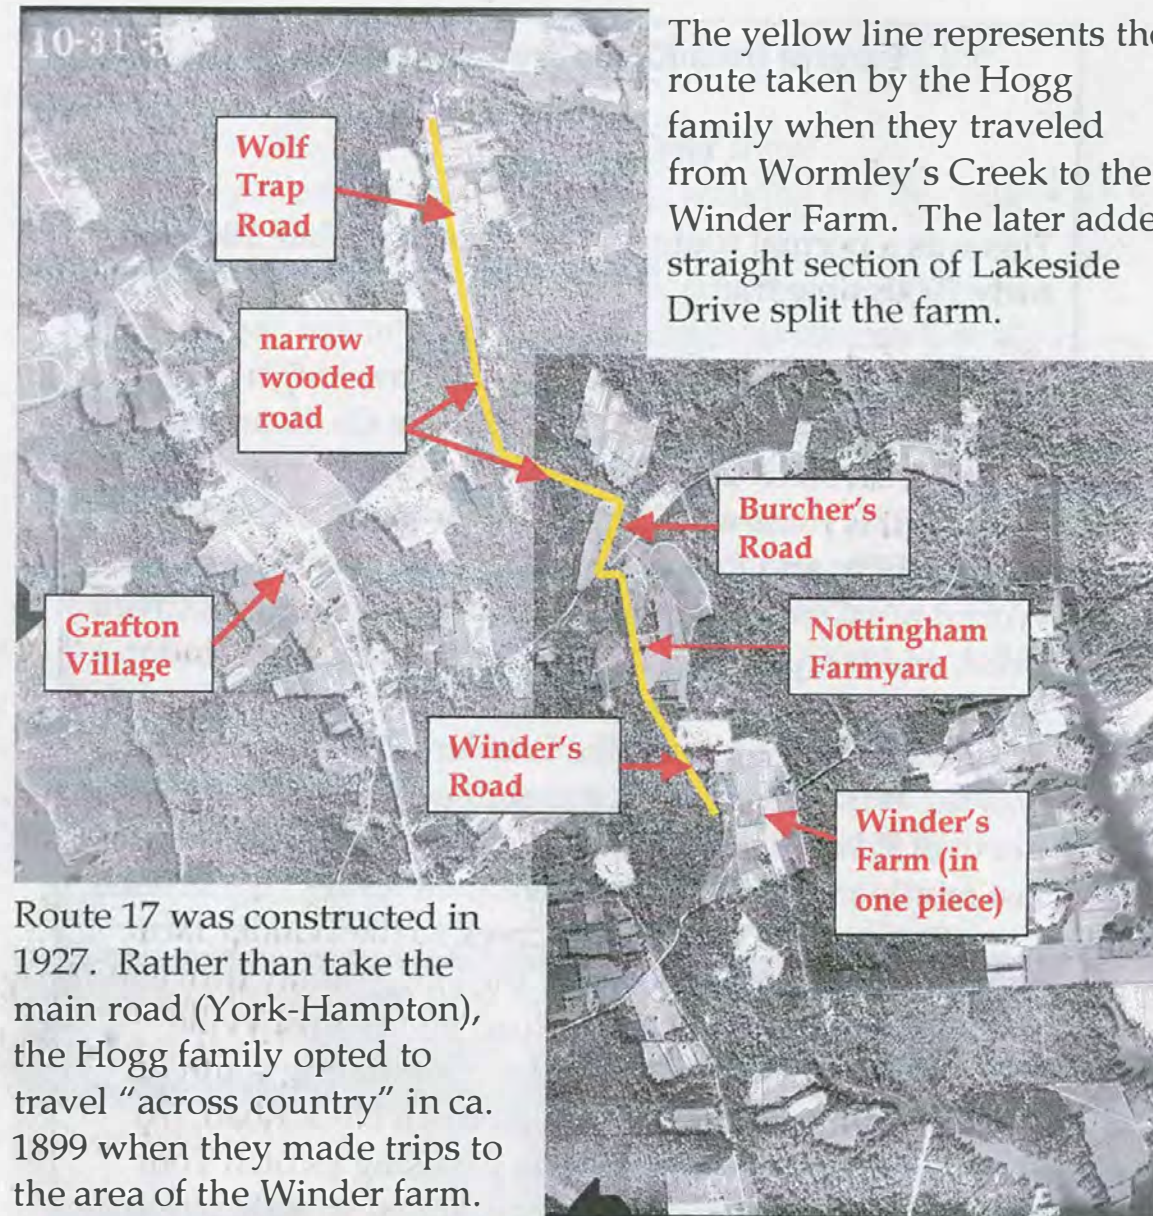 10-31-
The yellow line represents the
route taken by the Hogg
family when they traveled
from Wormley's Creek to the
Winder Farm. The later adde
straight section of Lakeside
Drive split the farm.
Wolf
Trap
Road
narrow
wooded
road
Burcher's
Road
Grafton
Village
Nottingham
Farmyard
Winder's
Road
Winder's
Farm (in
one piece)
Route 17 was constructed in
1927. Rather than take the
main road (York-Hampton),
the Hogg family opted to
travel "across country" in ca.
1899 when they made trips to
the area of the Winder farm.